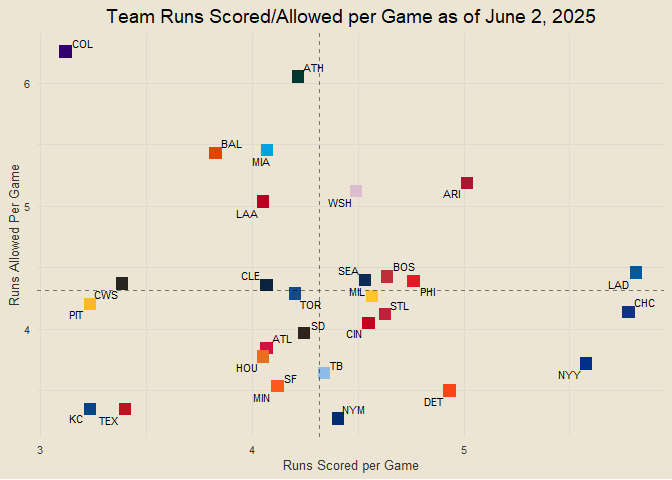 Team Runs Scored/Allowed per Game as of June 2, 2025
COL
ATH
6
BAL
MIA
ARI
WSH
5
LAA
Runs Allowed Per Game
SEA
BOS
CLE
LAD
CWS
MIL
PHI
TOR
CHC
PIT
STL
4
SD
CIN
ATL
HOU
TB
NYY
SF
MIN
DET
NYM
KC
TEX
3
4
5
Runs Scored per Game